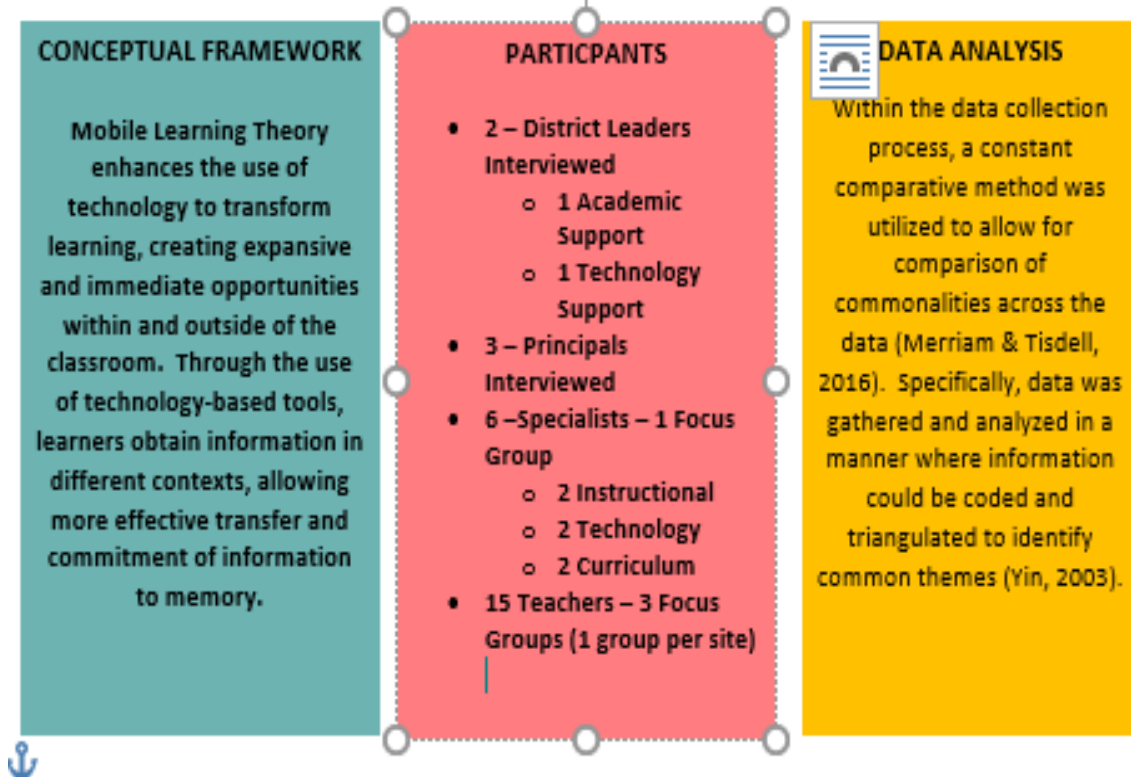 CONCEPTUAL FRAMEWORK
Mobile Learning Theory
enhances the use of
technology to transform
learning, creating expansive
and immediate opportunities
within and outside of the
classroom.  Through the use
of technology-based tools,
learners obtain information in
different contexts, allowing
more effective transfer and
commitment of information
to memory.
PARTICPANTS
• 2 – District Leaders
Interviewed
o 1 Academic
Support
o 1 Technology
Support
• 3 – Principals
Interviewed
• 6 –Specialists – 1 Focus
Group
o 2 Instructional
o 2 Technology
o 2 Curriculum
• 15 Teachers – 3 Focus
Groups (1 group per site)
DATA ANALYSIS
Within the data collection
process, a constant
comparative method was
utilized to allow for
comparison of
commonalities across the
data (Merriam & Tisdell,
2016).  Specifically, data was
gathered and analyzed in a
manner where information
could be coded and
triangulated to identify
common themes (Yin, 2003).